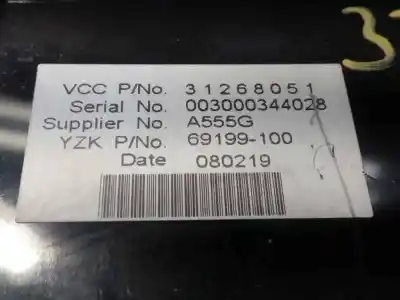 VCC P/No. 31268051
Serial No. 003000344028
Supplier No. A555G
YZK P/No. 69199-100
Date 080219